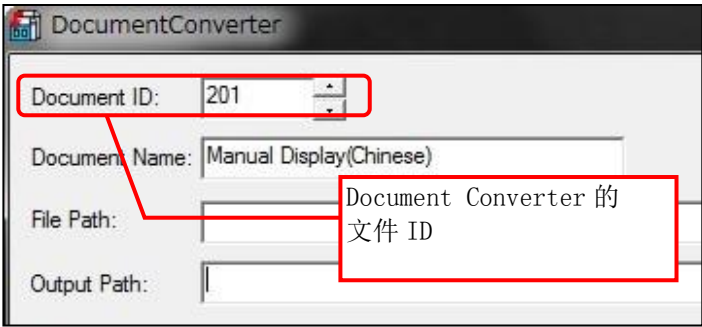 DocumentConverter
Document ID: 201
Document Name: Manual Display(Chinese)
File Path:
Output Path:
Document Converter 的
文件 ID